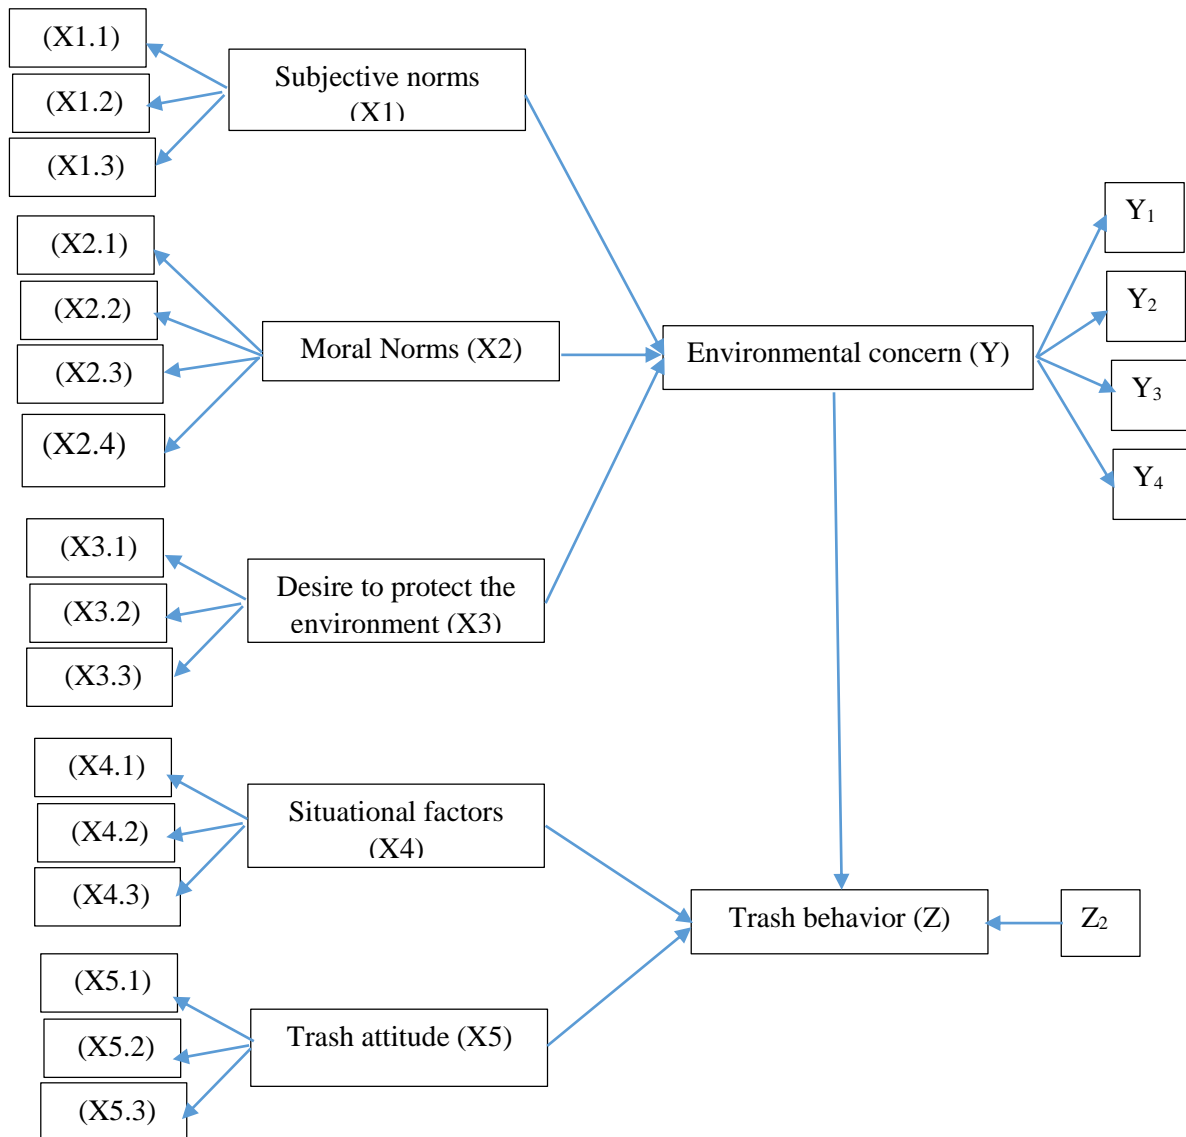 (X1.1)
(X1.2)
(X1.3)
Subjective norms
(X1)
(X2.1)
(X2.2)
(X2.3)
(X2.4)
Moral Norms (X2)
Environmental concern (Y)
Y₁
Y₂
Y₃
Y₄
(X3.1)
(X3.2)
(X3.3)
Desire to protect the
environment (X3)
(X4.1)
(X4.2)
(X4.3)
Situational factors
(X4)
Trash behavior (Z)
Z₂
(X5.1)
(X5.2)
(X5.3)
Trash attitude (X5)